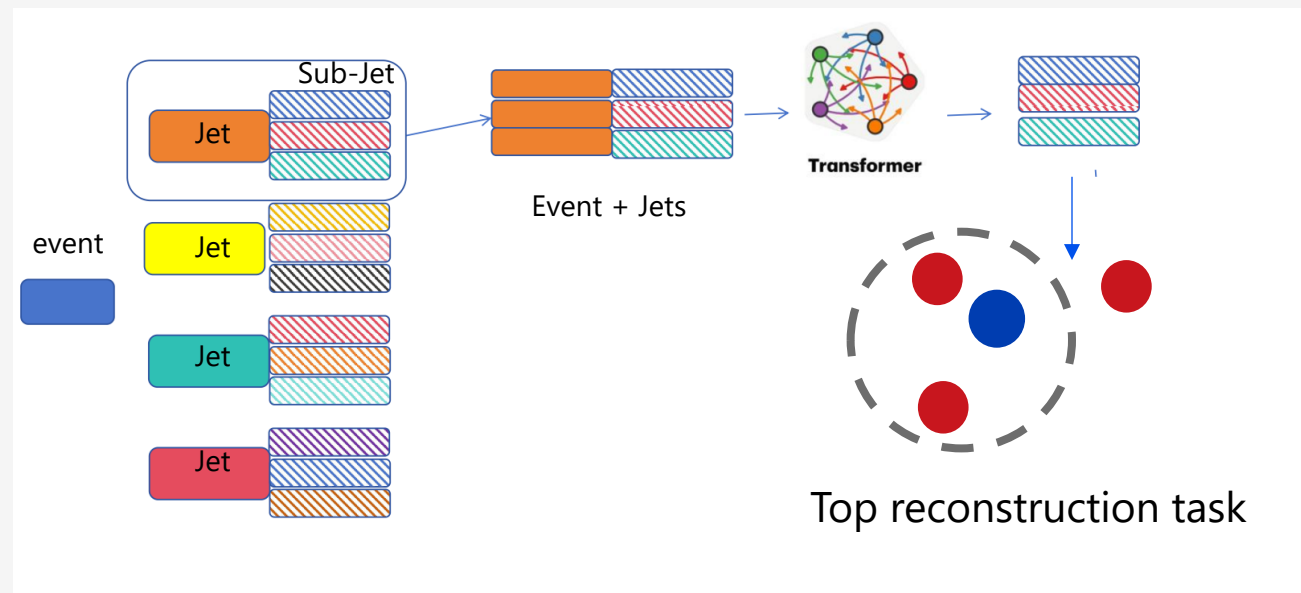 Sub-Jet
Jet
Jet
event
Jet
Jet
Event + Jets
Transformer
Top reconstruction task